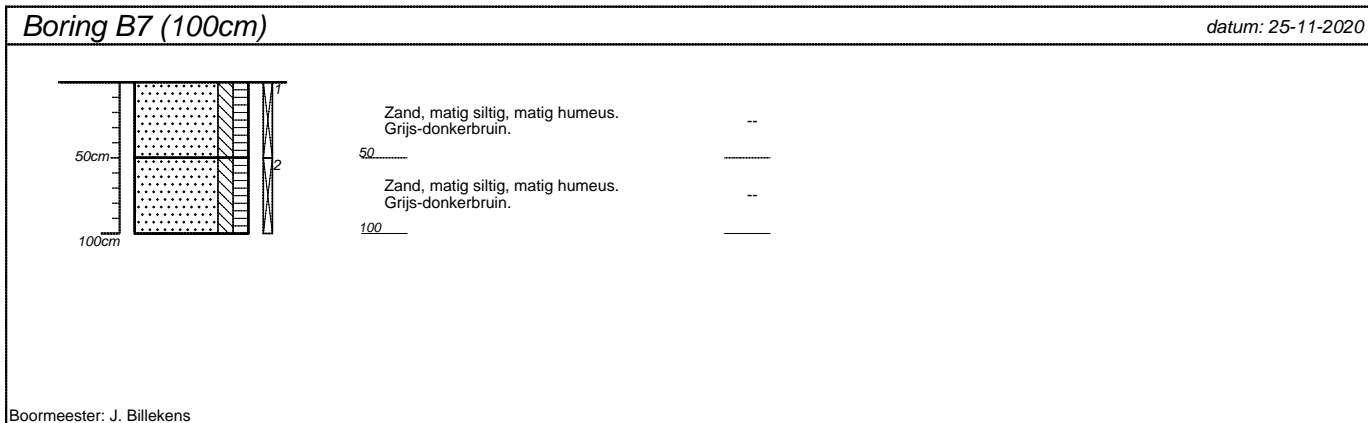 Boring B7 (100cm)
datum: 25-11-2020
1
Zand, matig siltig, matig humeus.
Grijs-donkerbruin.
--
50cm
50
2
Zand, matig siltig, matig humeus.
Grijs-donkerbruin.
--
100
100cm
Boormeester: J. Billekens